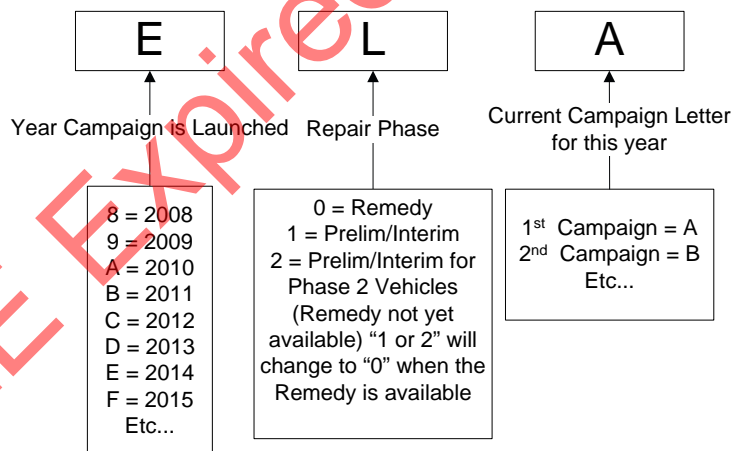 E
L
A
Year Campaign is Launched
Repair Phase
Current Campaign Letter
for this year
8 = 2008
9 = 2009
A = 2010
B = 2011
C = 2012
D = 2013
E = 2014
F = 2015
Etc...
0 = Remedy
1 = Prelim/Interim
2 = Prelim/Interim for
Phase 2 Vehicles
(Remedy not yet
available) “1 or 2” will
change to “0” when the
Remedy is available
1st Campaign = A
2nd Campaign = B
Etc...
Expired